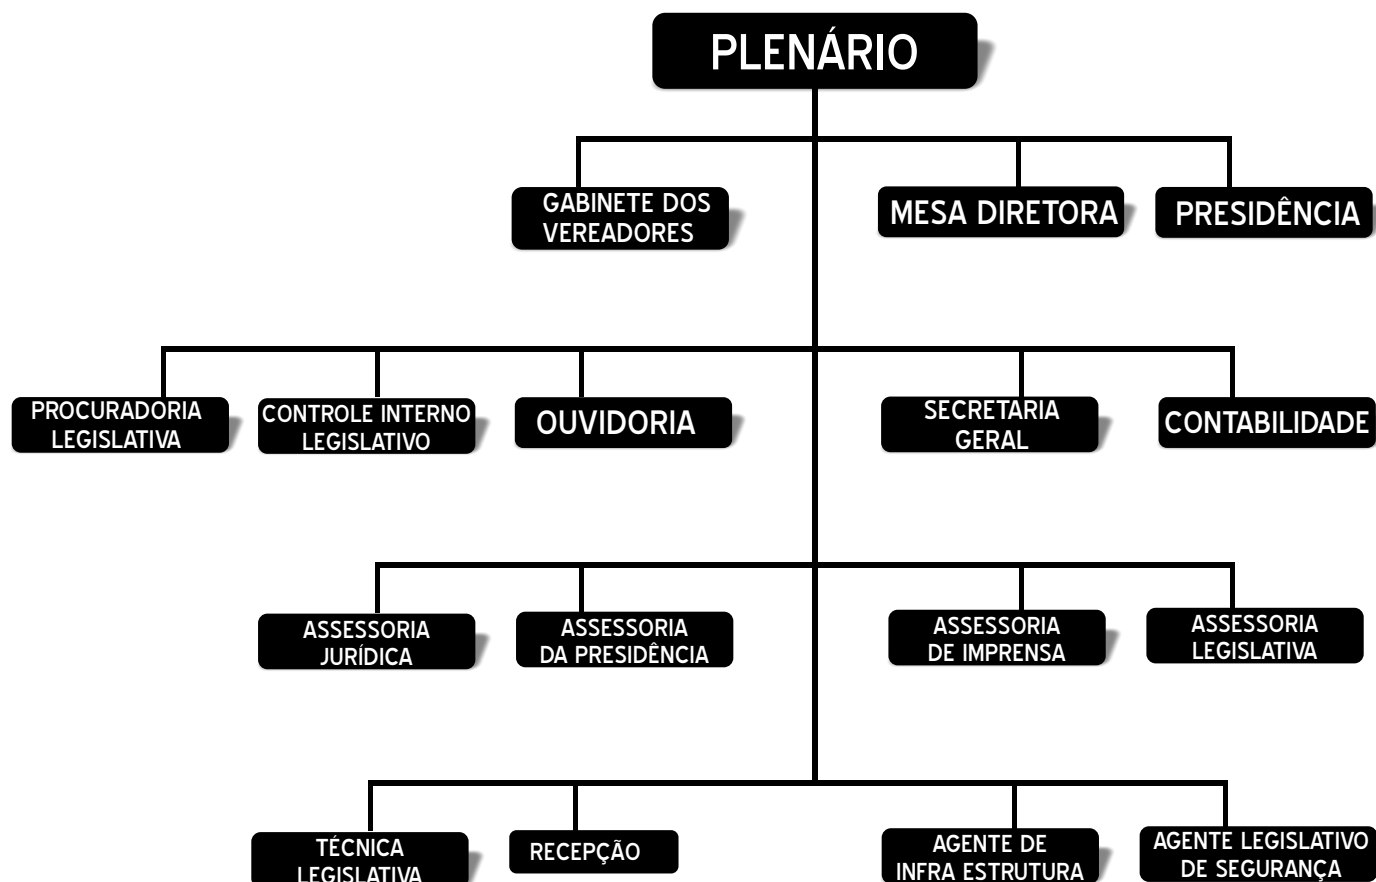 PLENÁRIO
GABINETE DOS
VEREADORES
MESA DIRETORA
PRESIDÊNCIA
PROCURADORIA
LEGISLATIVA
CONTROLE INTERNO
LEGISLATIVO
OUVIDORIA
SECRETARIA
GERAL
CONTABILIDADE
ASSESSORIA
JURÍDICA
ASSESSORIA
DA PRESIDÊNCIA
ASSESSORIA
DE IMPRENSA
ASSESSORIA
LEGISLATIVA
TÉCNICA
LEGISLATIVA
RECEPÇÃO
AGENTE DE
INFRA ESTRUTURA
AGENTE LEGISLATIVO
DE SEGURANÇA